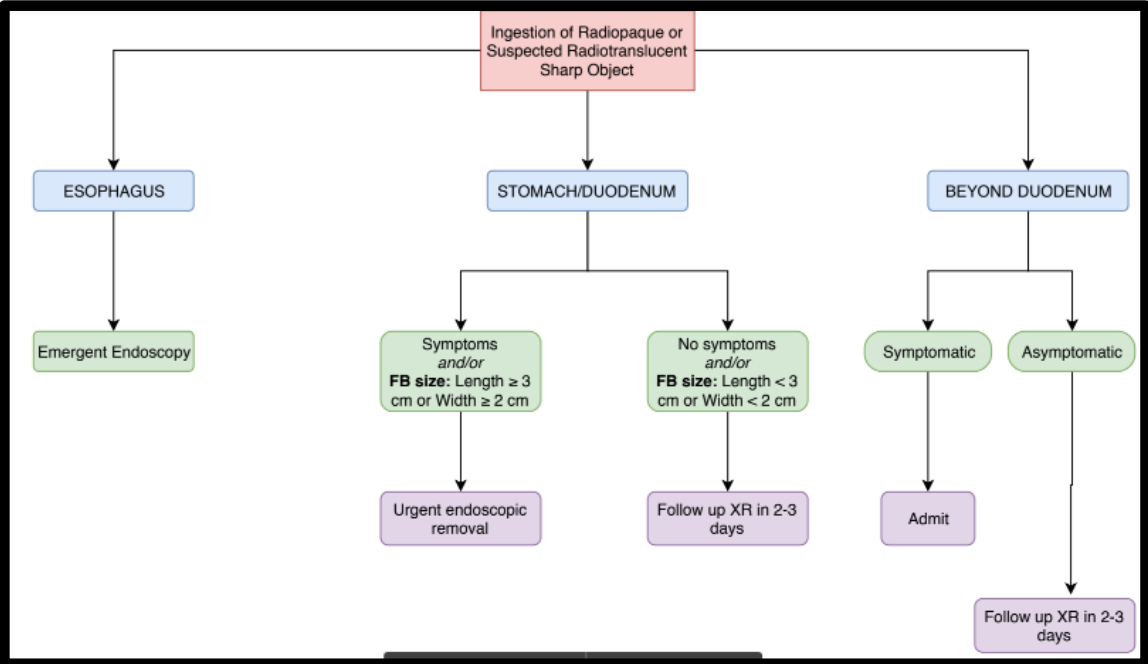 Ingestion of Radiopaque or
Suspected Radiotranslucent
Sharp Object
ESOPHAGUS
STOMACH/DUODENUM
BEYOND DUODENUM
Emergent Endoscopy
Symptoms
and/or
FB size: Length ≥ 3
cm or Width ≥ 2 cm
No symptoms
and/or
FB size: Length < 3
cm or Width < 2 cm
Symptomatic
Asymptomatic
Urgent endoscopic
removal
Follow up XR in 2-3
days
Admit
Follow up XR in 2-3
days